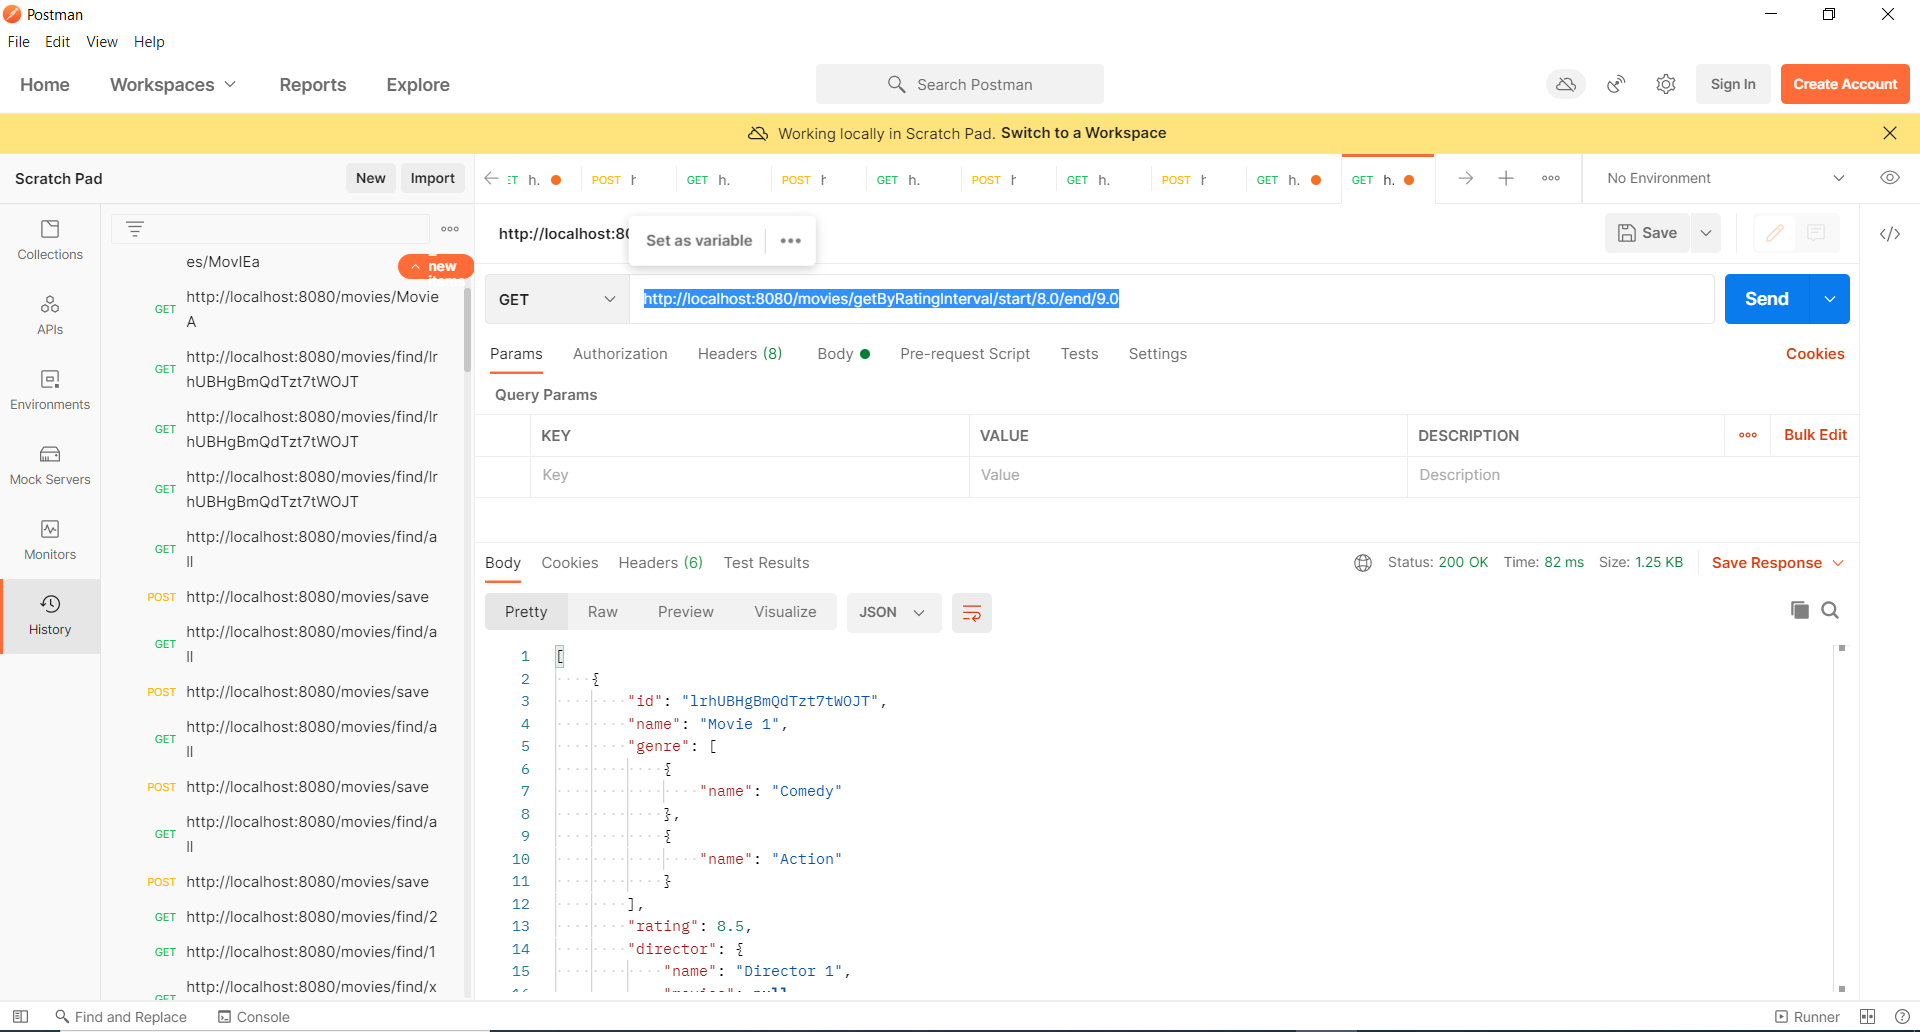 Postman
File Edit View Help
Home Workspaces Reports Explore Search Postman Sign In Create Account
Working locally in Scratch Pad. Switch to a Workspace
Scratch Pad New Import
ET h. POST GET h. POST GET h. POST GET h. POST GET h. GET h. No Environment
Collections
APIs
Environments
Mock Servers
Monitors
History
es/MovIEa
new
GET http://localhost:8080/movies/Movie
A
GET http://localhost:8080/movies/find/lr
hUBHgBmQdTzt7tWOJT
GET http://localhost:8080/movies/find/lr
hUBHgBmQdTzt7tWOJT
GET http://localhost:8080/movies/find/lr
hUBHgBmQdTzt7tWOJT
GET http://localhost:8080/movies/find/a
ll
POST http://localhost:8080/movies/save
GET http://localhost:8080/movies/find/a
ll
POST http://localhost:8080/movies/save
GET http://localhost:8080/movies/find/a
ll
POST http://localhost:8080/movies/save
GET http://localhost:8080/movies/find/a
ll
POST http://localhost:8080/movies/save
GET http://localhost:8080/movies/find/2
GET http://localhost:8080/movies/find/1
GET http://localhost:8080/movies/find/x
http://localhost:80 Set as variable Save
GET http://localhost:8080/movies/getByRatingInterval/start/8.0/end/9.0 Send
Params Authorization Headers (8) Body Pre-request Script Tests Settings Cookies
Query Params
KEY VALUE DESCRIPTION Bulk Edit
Key Value Description
Body Cookies Headers (6) Test Results Status: 200 OK Time: 82 ms Size: 1.25 KB Save Response
Pretty Raw Preview Visualize JSON
1 [
2 {
3 "id": "lrhUBHgBmQdTzt7tWOJT",
4 "name": "Movie 1",
5 "genre": [
6 {
7 "name": "Comedy"
8 },
9 {
10 "name": "Action"
11 }
12 ],
13 "rating": 8.5,
14 "director": {
15 "name": "Director 1",
Find and Replace Console Runner